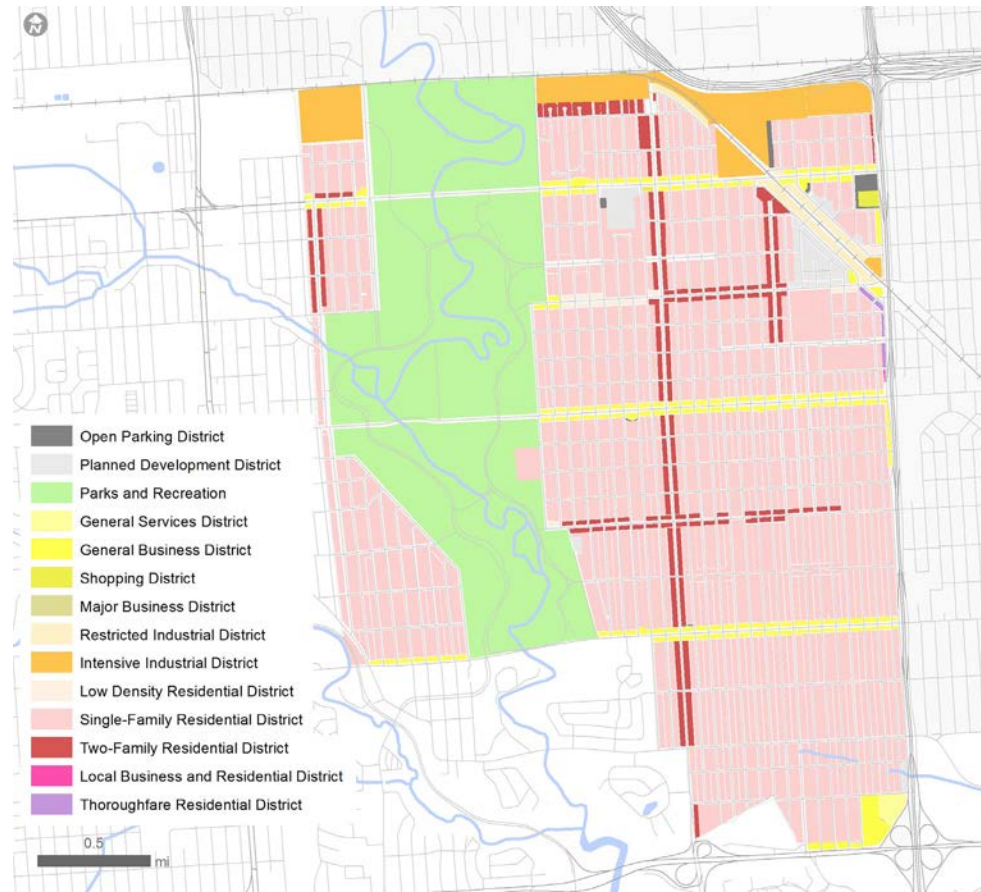 N
Open Parking District
Planned Development District
Parks and Recreation
General Services District
General Business District
Shopping District
Major Business District
Restricted Industrial District
Intensive Industrial District
Low Density Residential District
Single-Family Residential District
Two-Family Residential District
Local Business and Residential District
Thoroughfare Residential District
0.5
mi